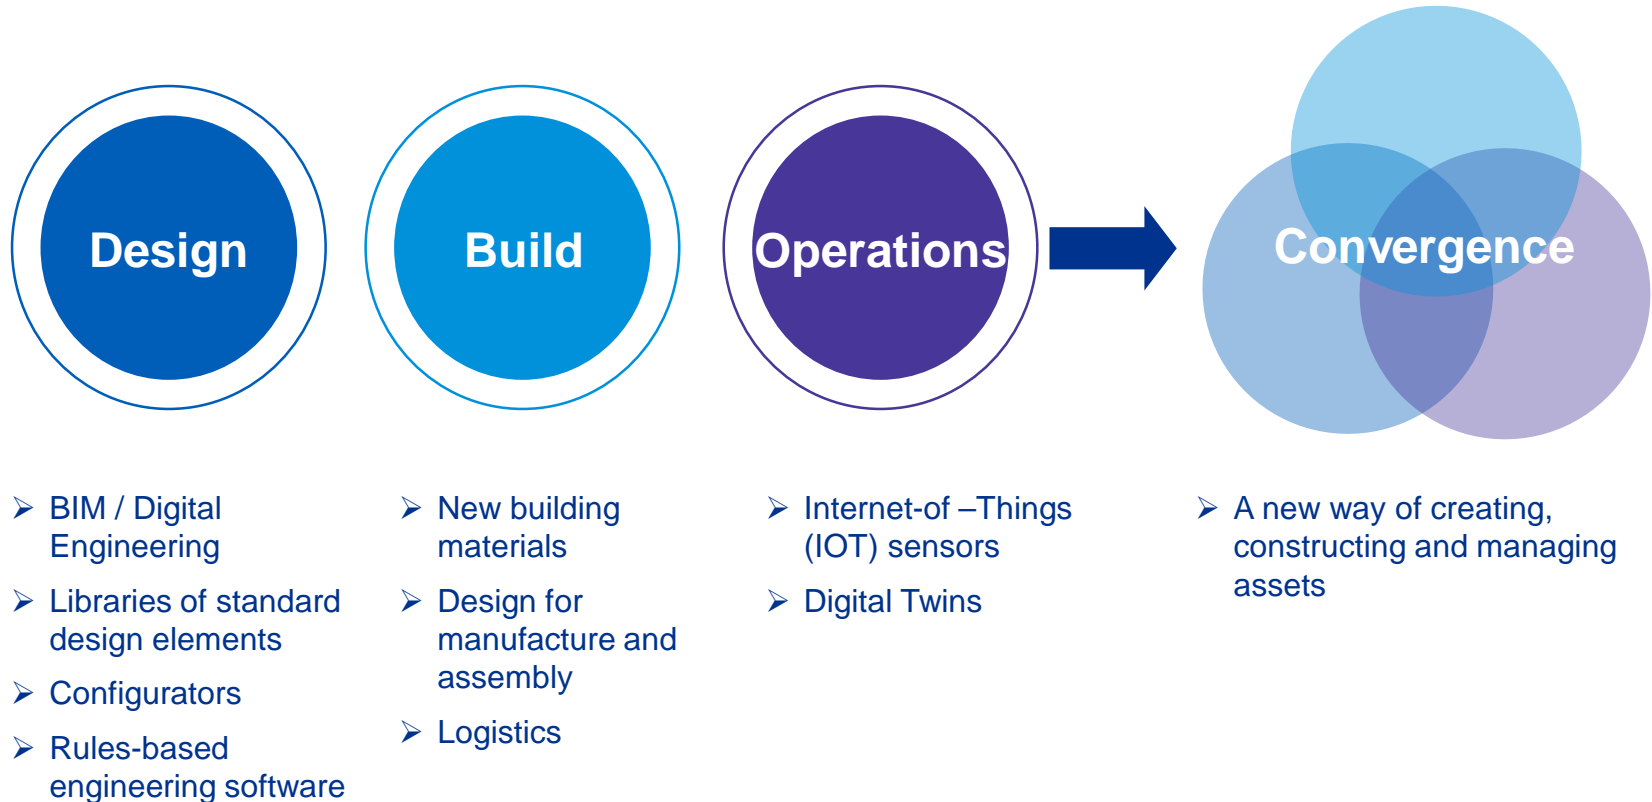 Design
Build
Operations
Convergence
BIM / Digital
Engineering
Libraries of standard
design elements
Configurators
Rules-based
engineering software
New building
materials
Design for
manufacture and
assembly
Logistics
Internet-of –Things
(IOT) sensors
Digital Twins
A new way of creating,
constructing and managing
assets